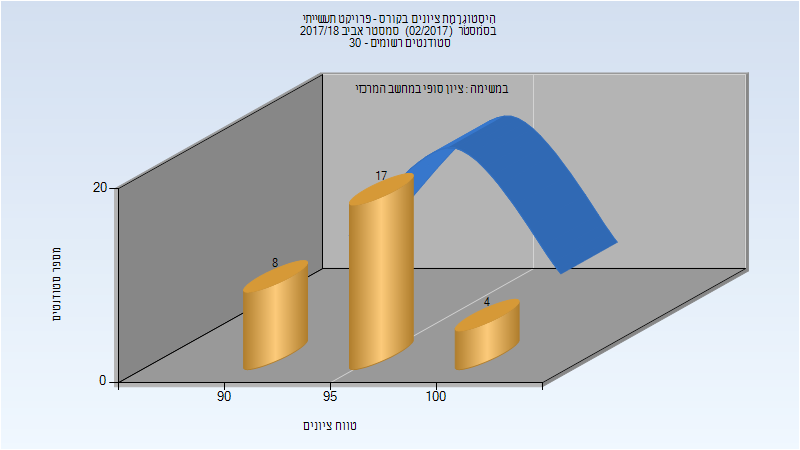 היסטוגרמת ציונים בקורס - פרויקט תעשייתי
בסמסטר (02/2017) סמסטר אביב 2017/18
סטודנטים רשומים - 30
במשימה : ציון סופי במחשב המרכזי
20
0
מספר סטודנטים
8
17
4
90
95
100
טווח ציונים